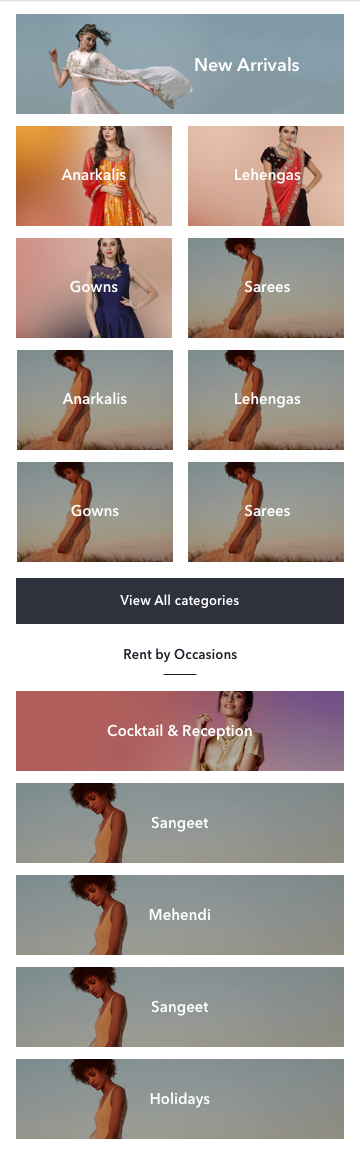 New Arrivals
Anarkalis
Lehengas
Gowns
Sarees
Anarkalis
Lehengas
Gowns
Sarees
View All categories
Rent by Occasions
Cocktail & Reception
Sangeet
Mehendi
Sangeet
Holidays